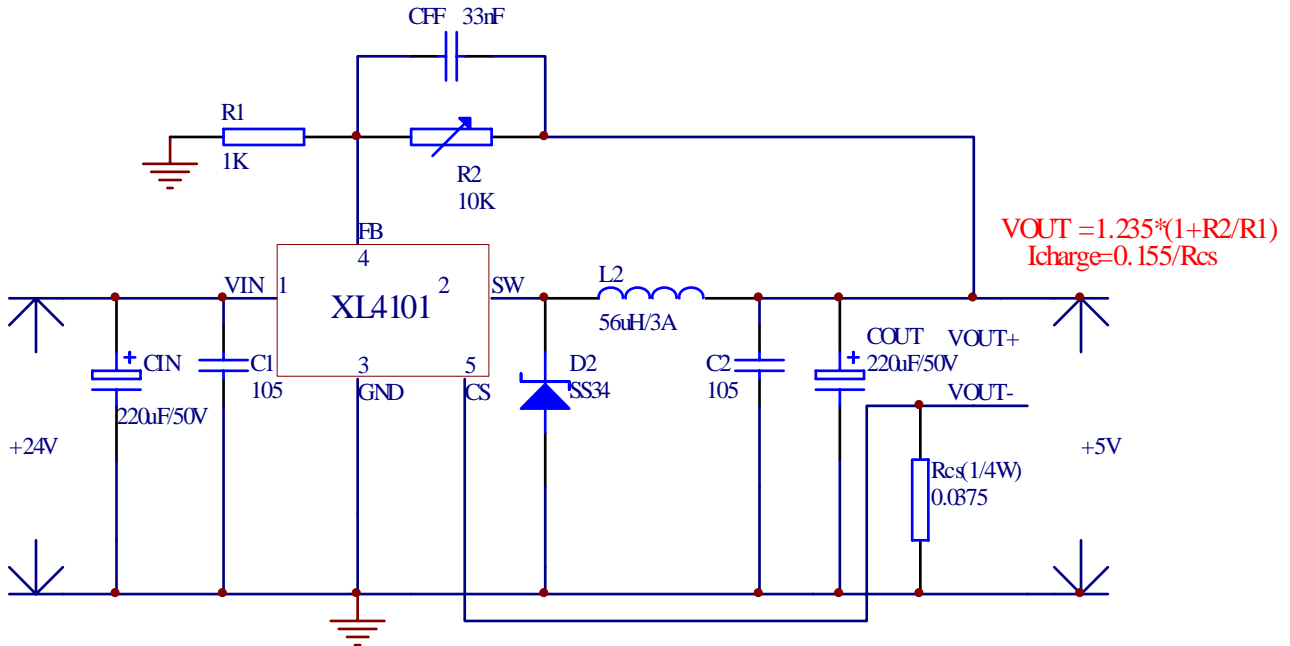 CFF 33nF
R1
1K
R2
10K
FB
4
VOUT =1.235*(1+R2/R1)
Icharge=0.155/Rcs
VIN 1
2 SW
XL4101
L2
56uH/3A
CIN
220uF/50V
C1
105
3
GND
5
CS
D2
SS34
C2
105
COUT
220uF/50V
VOUT+
VOUT-
+24V
+5V
Rcs(1/4W)
0.0375